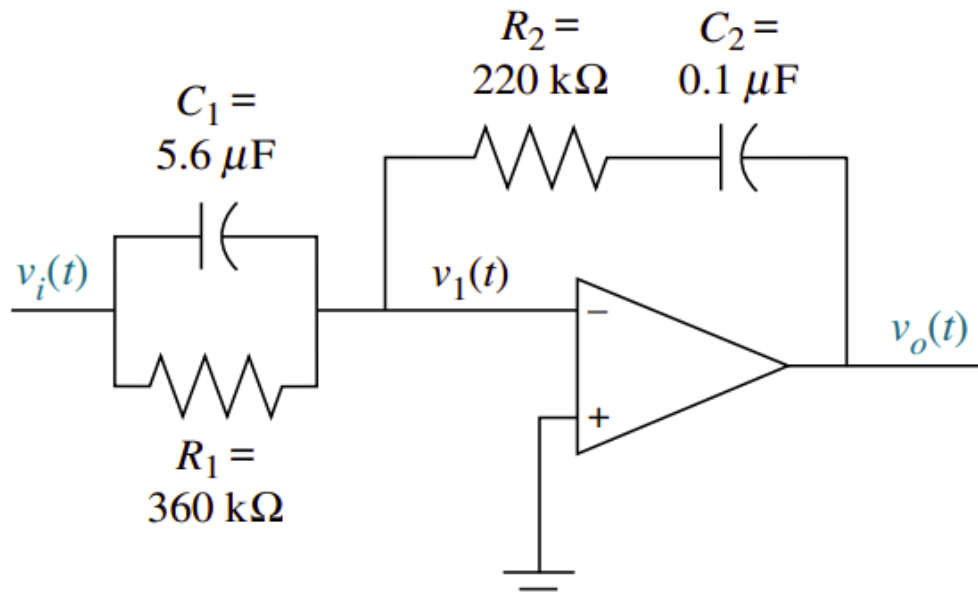 R₂ =
220 kΩ
C₂ =
0.1 μF
C₁ =
5.6 μF
vᵢ(t)
v₁(t)
−
+
vₒ(t)
R₁ =
360 kΩ